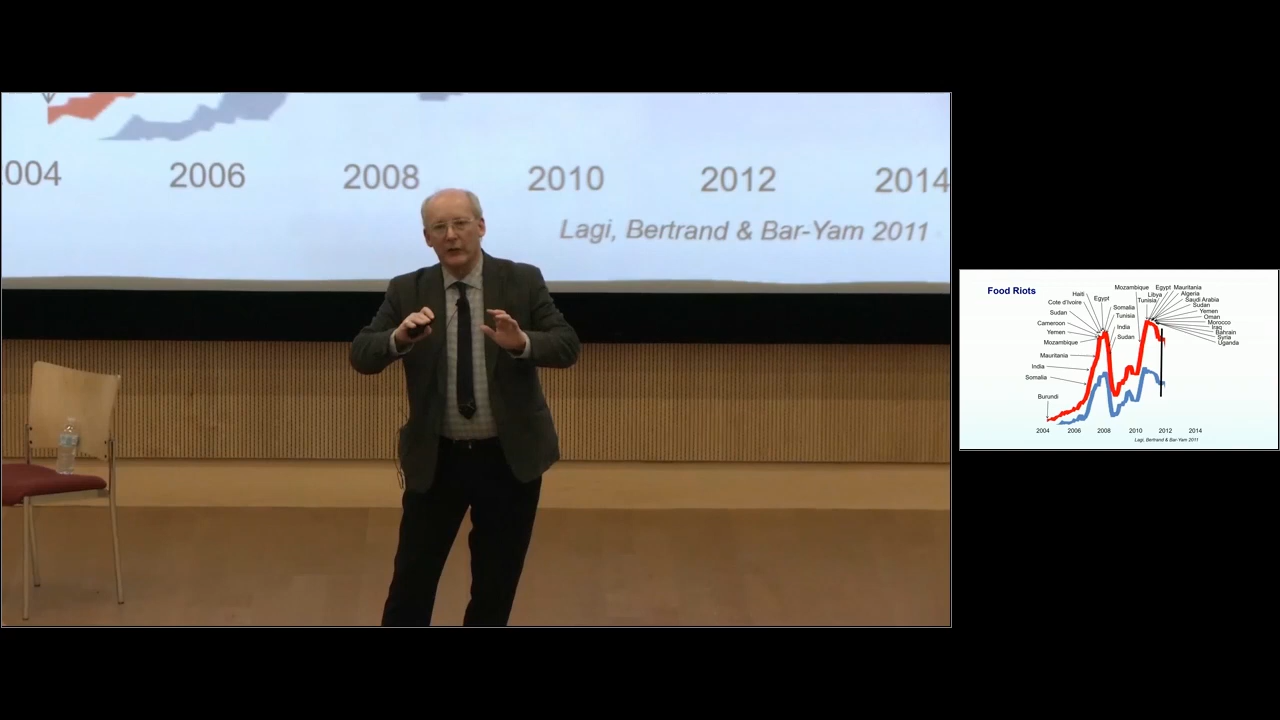 004 2006 2008 2010 2012 2014
Lagi, Bertrand & Bar-Yam 2011
Food Riots
Mozambique Egypt Mauritania
Haiti Libya Algeria
Egypt Tunisia Saudi Arabia
Cote d'Ivoire Somalia Sudan
Sudan Tunisia Yemen
Oman
Cameroon India Morocco
Yemen Iraq
Mozambique Sudan Bahrain
Syria
Uganda
Mauritania
India
Somalia
Burundi
2004 2006 2008 2010 2012 2014
Lagi, Bertrand & Bar-Yam 2011